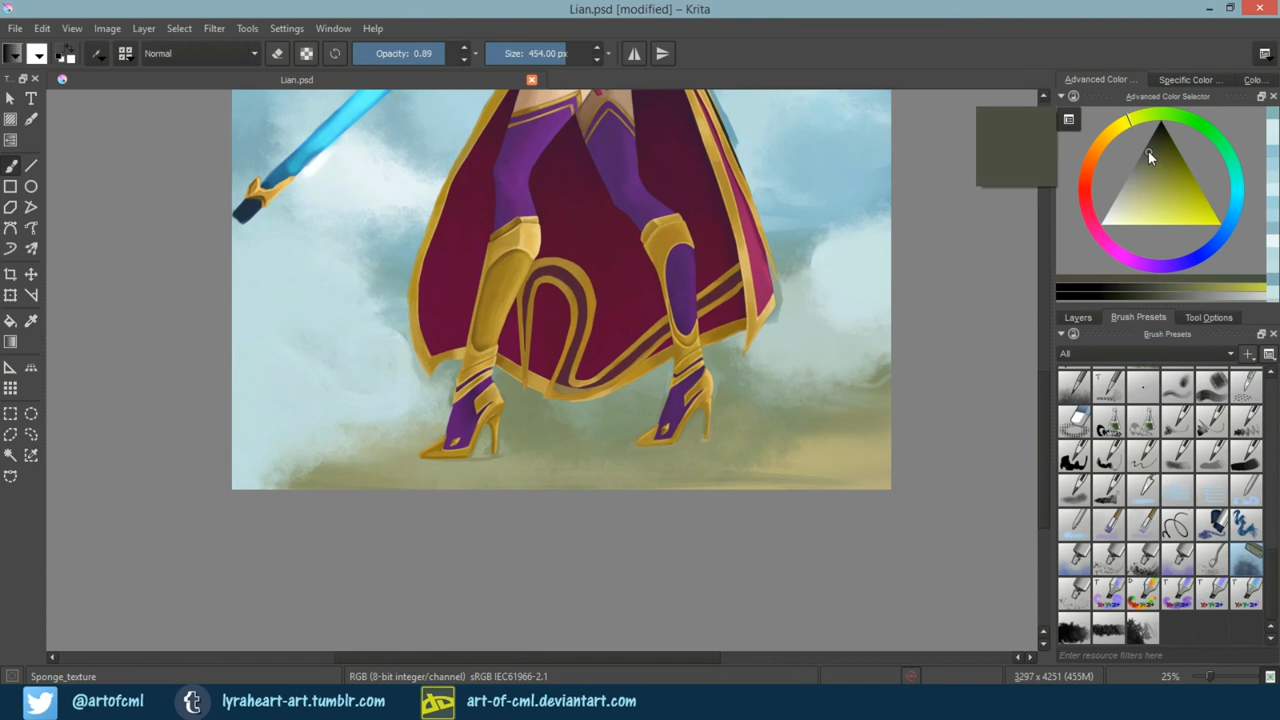 Lian.psd [modified] – Krita
File Edit View Image Layer Select Filter Tools Settings Window Help
Normal Opacity: 0.89 Size: 454.00 px
T... Lian.psd Advanced Color ... Specific Color ... Colo...
Advanced Color Selector
Layers Brush Presets Tool Options
Brush Presets
All
Enter resource filters here
Sponge_texture RGB (8-bit integer/channel) sRGB IEC61966-2.1 3297 x 4251 (455M) 25%
@artofcml lyraheart-art.tumblr.com art-of-cml.deviantart.com